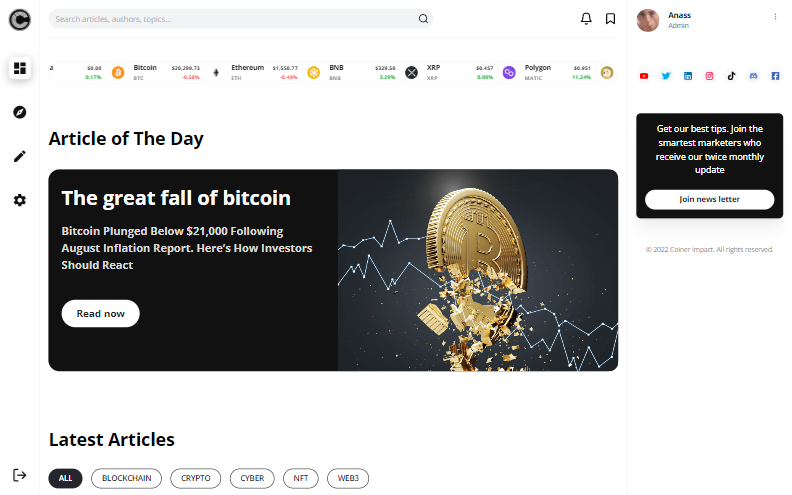 Search articles, authors, topics...
Anass
Admin
a $0.00 Bitcoin $20,299.73 Ethereum $1,550.77 BNB $329.50 XRP $0.457 Polygon $0.951
0.17% BTC -0.58% ETH -0.49% BNB 3.29% XRP 0.00% MATIC 11.24%
Article of The Day
The great fall of bitcoin
Bitcoin Plunged Below $21,000 Following
August Inflation Report. Here's How Investors
Should React
Read now
Get our best tips. Join the
smartest marketers who
receive our twice monthly
update
Join news letter
© 2022 Coiner impact. All rights reserved.
Latest Articles
ALL BLOCKCHAIN CRYPTO CYBER NFT WEB3